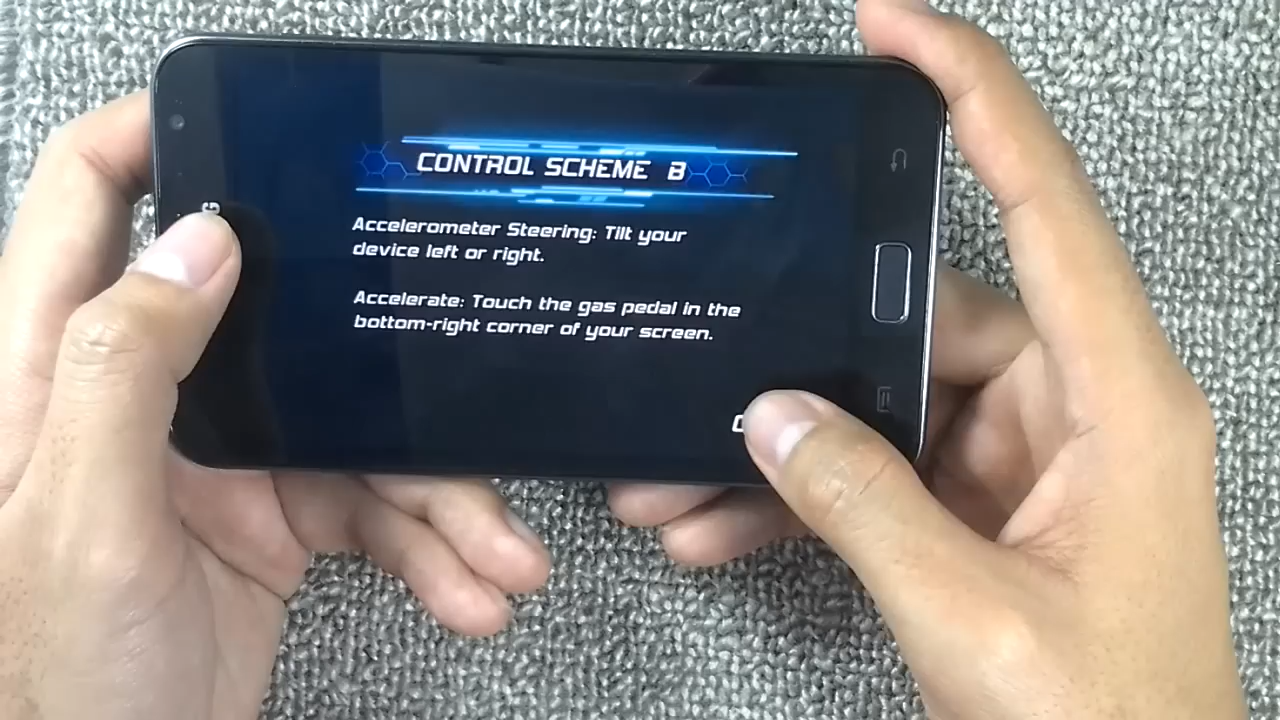 CONTROL SCHEME B
Accelerometer Steering: Tilt your
device left or right.
Accelerate: Touch the gas pedal in the
bottom-right corner of your screen.